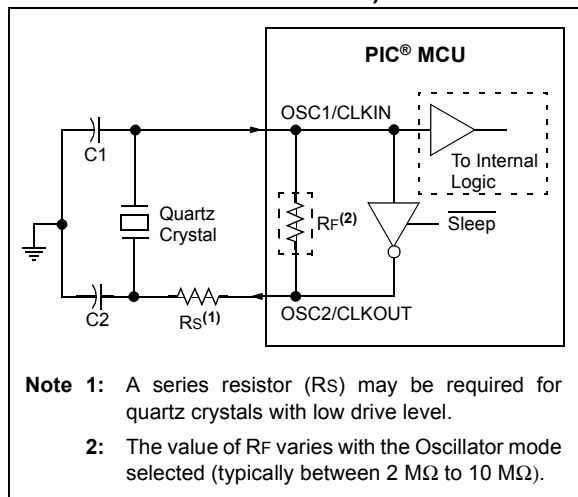 PIC® MCU
OSC1/CLKIN
C1
To Internal
Logic
Quartz
Crystal
RF(2)
Sleep
C2
RS(1)
OSC2/CLKOUT
Note 1: A series resistor (RS) may be required for
quartz crystals with low drive level.
2: The value of RF varies with the Oscillator mode
selected (typically between 2 MΩ to 10 MΩ).